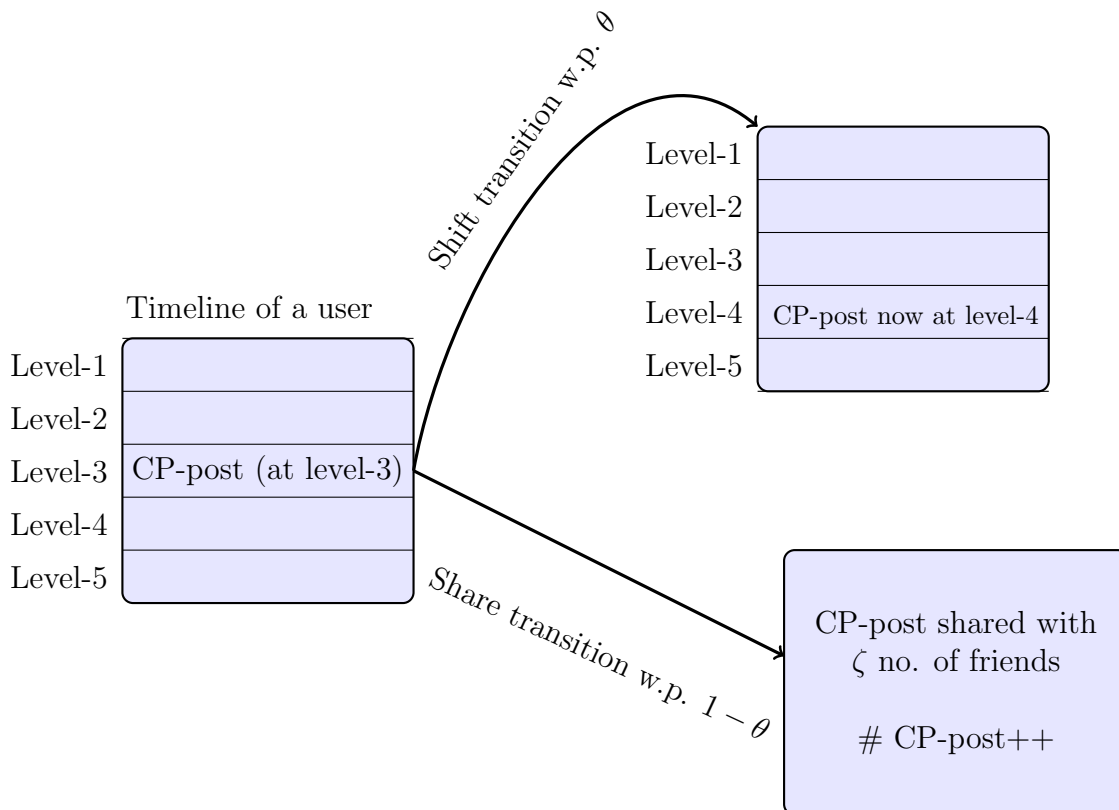 Shift transition w.p. θ
Level-1
Level-2
Level-3
Level-4 CP-post now at level-4
Level-5
Timeline of a user
Level-1
Level-2
Level-3 CP-post (at level-3)
Level-4
Level-5
Share transition w.p. 1 − θ
CP-post shared with
ζ no. of friends
# CP-post++